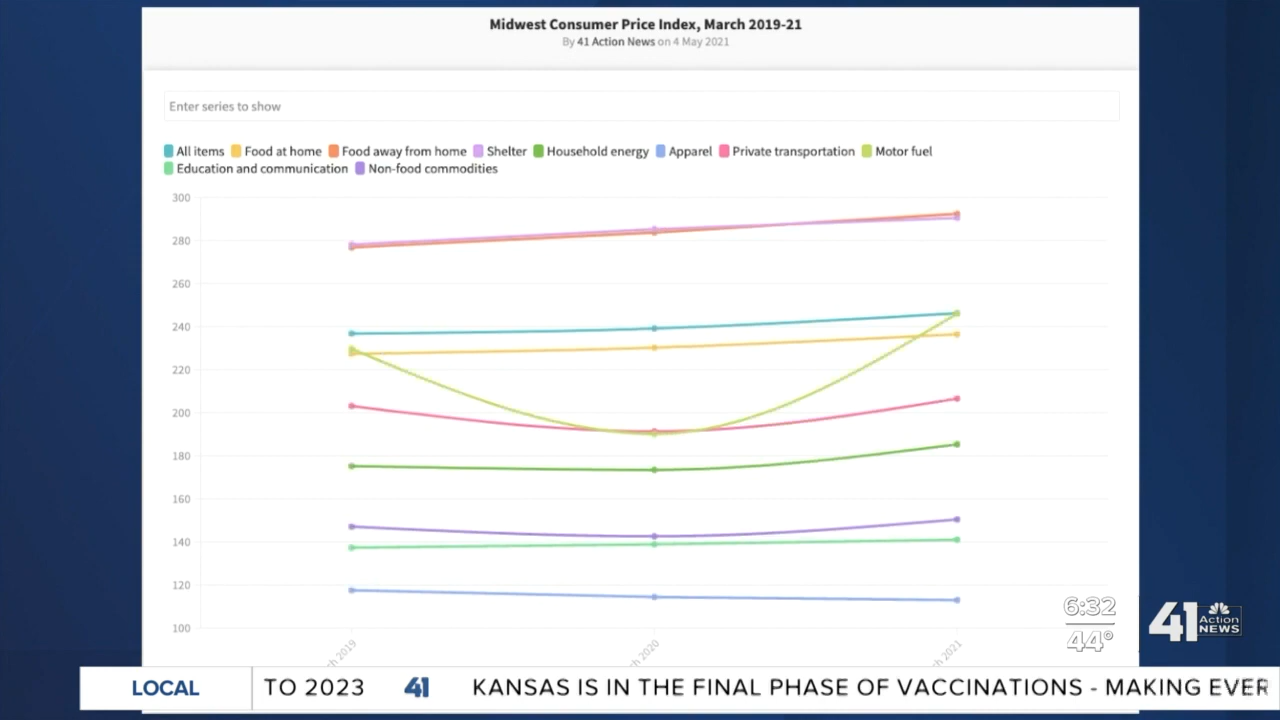 Midwest Consumer Price Index, March 2019-21
By 41 Action News on 4 May 2021
Enter series to show
All items Food at home Food away from home Shelter Household energy Apparel Private transportation Motor fuel
Education and communication Non-food commodities
300
280
260
240
220
200
180
160
140
120
100
2019
2020
2021
6:32
44°
41 Action NEWS
LOCAL TO 2023 41 KANSAS IS IN THE FINAL PHASE OF VACCINATIONS - MAKING EVER